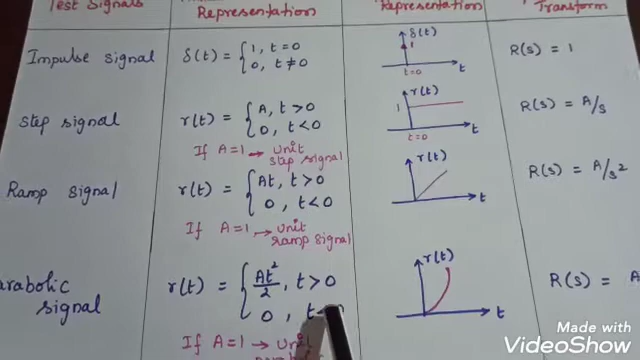 Test Signals Representation Representation Transform
Impulse signal δ(t) = { 1, t=0
0, t≠0
δ(t)
1
t=0
t
R(s) = 1
Step signal r(t) = { A, t>0
0, t<0
If A=1 → unit
step signal
r(t)
1
t=0
t
R(s) = A/s
Ramp signal r(t) = { At, t>0
0, t<0
If A=1 → unit
ramp signal
r(t)
t
R(s) = A/s²
Parabolic
signal
r(t) = { At²/2, t>0
0, t<
If A=1 → unit
r(t)
t
R(s) = A
Made with
VideoShow